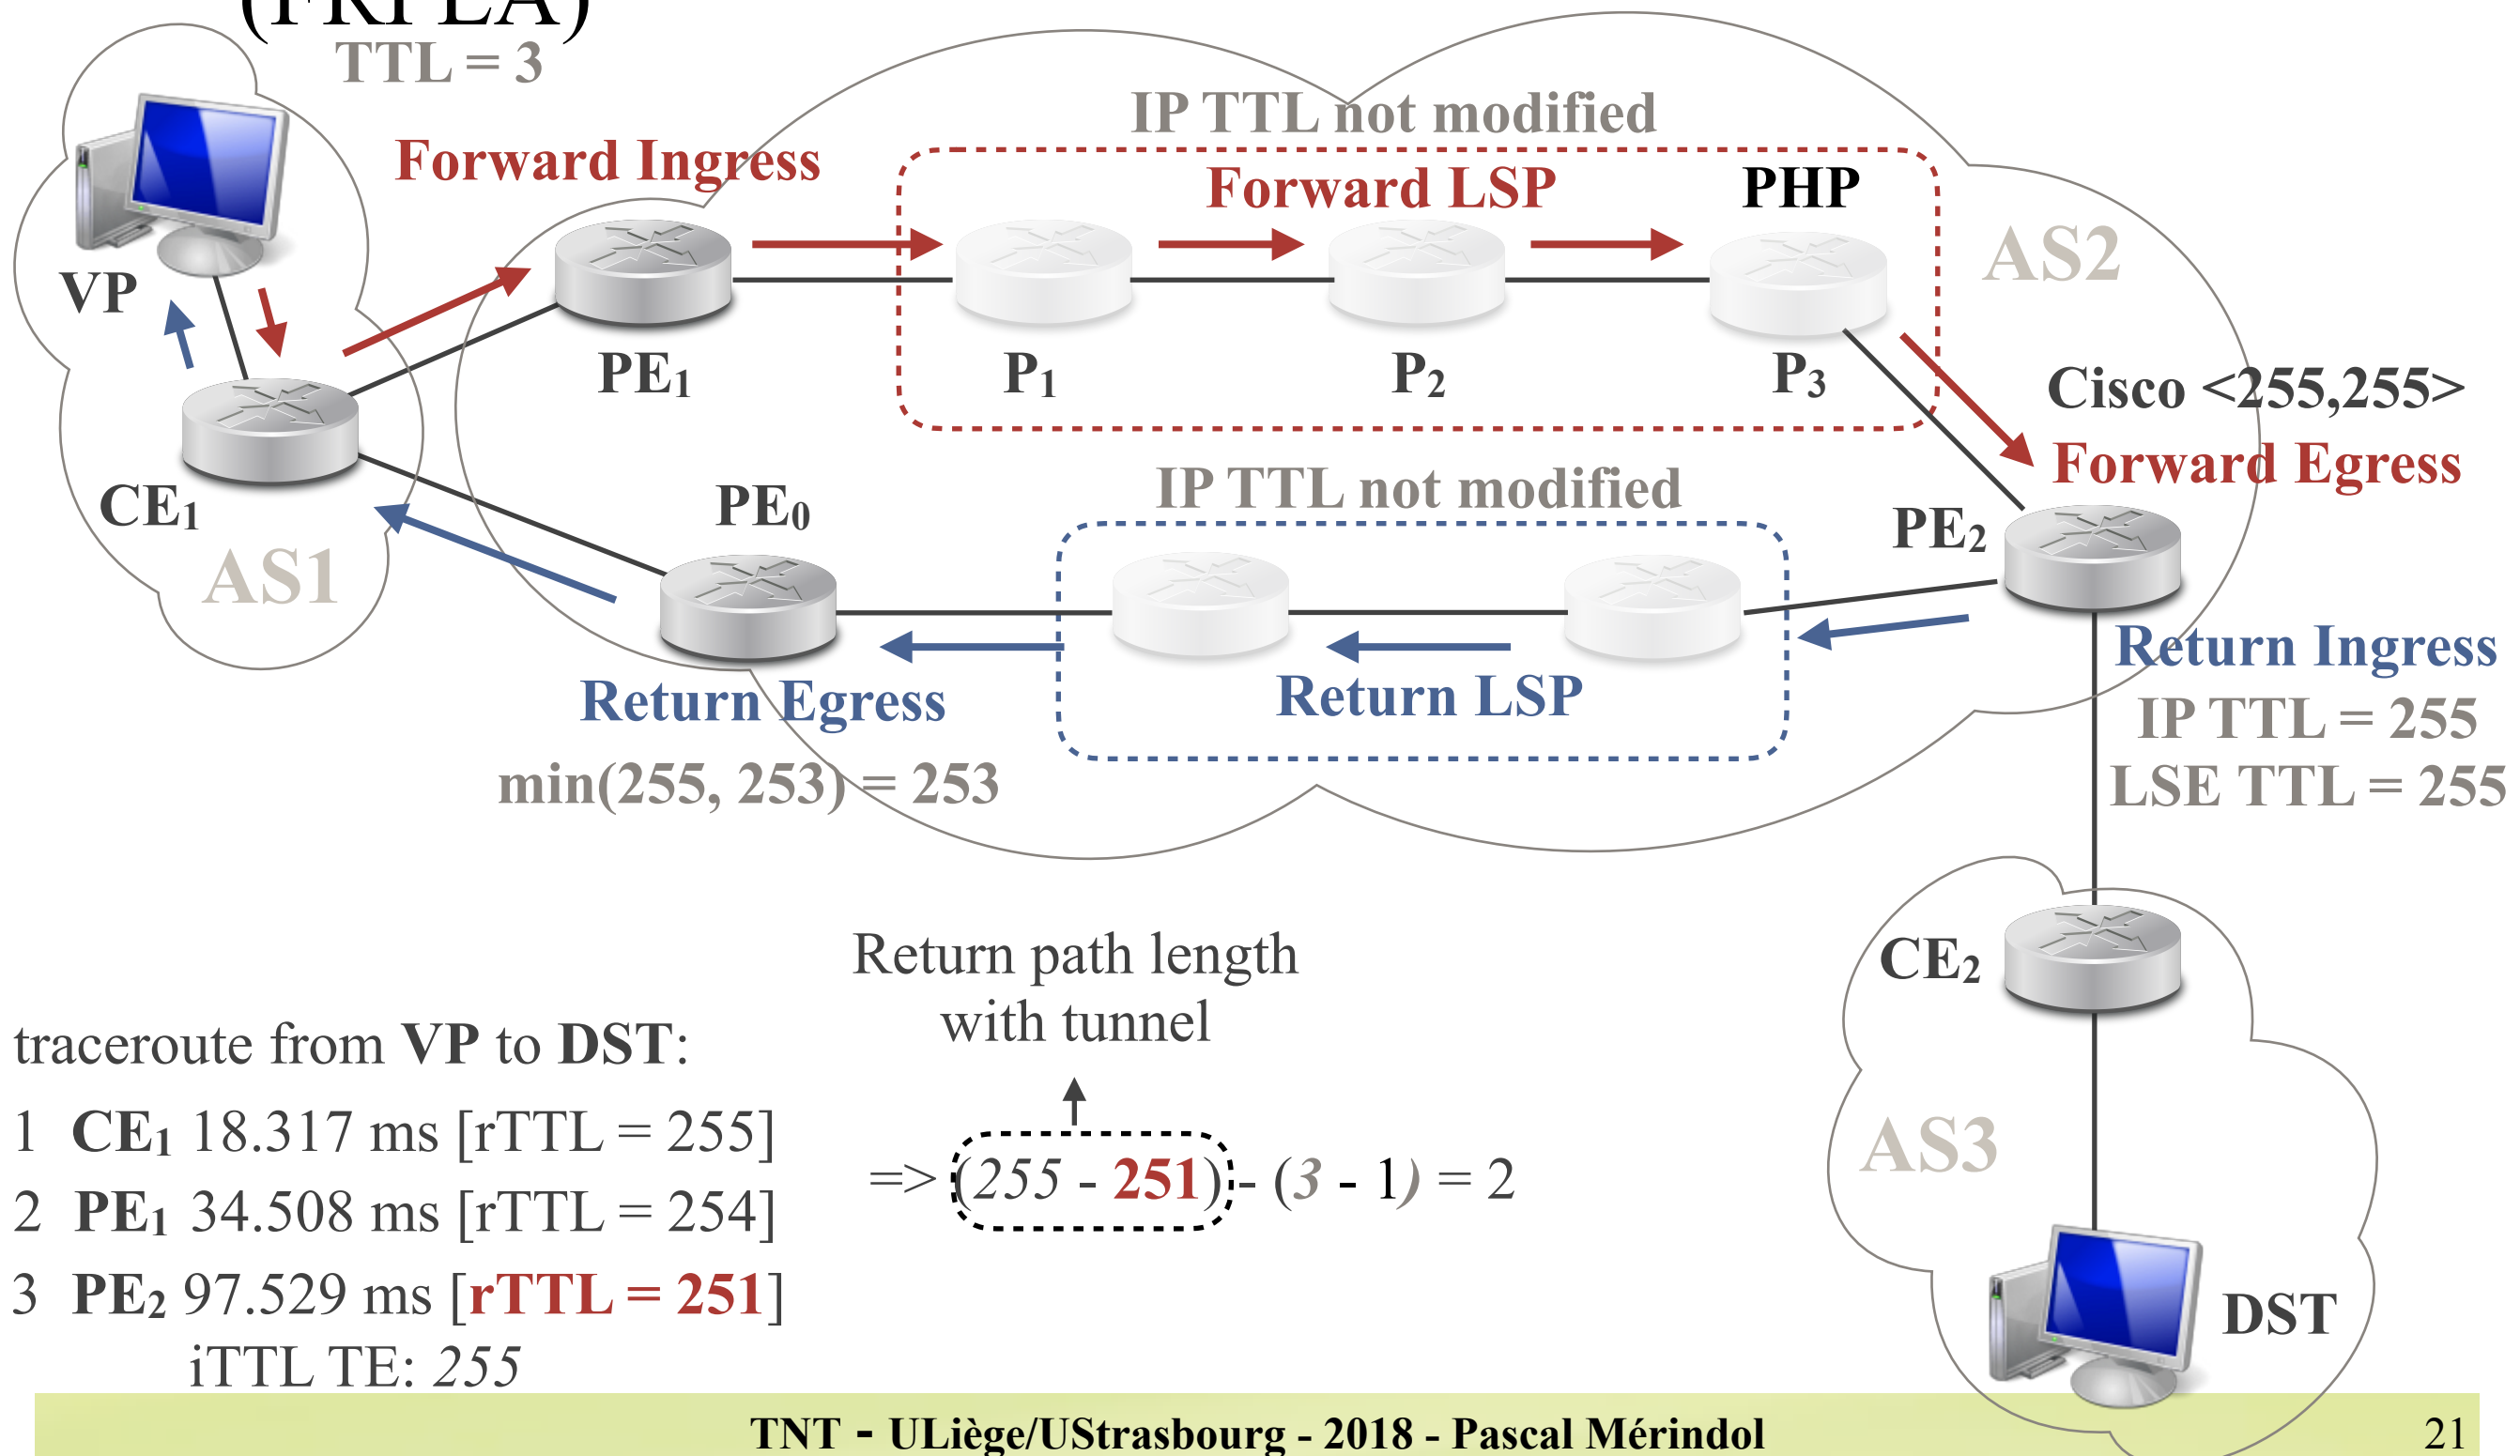 (FRPLA)
TTL = 3
IP TTL not modified
Forward Ingress
Forward LSP
PHP
AS2
VP
PE1
P1
P2
P3
Cisco <255,255>
Forward Egress
CE1
PE0
IP TTL not modified
PE2
AS1
Return Ingress
Return Egress
Return LSP
IP TTL = 255
min(255, 253) = 253
LSE TTL = 255
Return path length
with tunnel
CE2
traceroute from VP to DST:
1 CE1 18.317 ms [rTTL = 255]
=> (255 - 251) - (3 - 1) = 2
AS3
2 PE1 34.508 ms [rTTL = 254]
3 PE2 97.529 ms [rTTL = 251]
DST
iTTL TE: 255
TNT - ULiège/UStrasbourg - 2018 - Pascal Mérindol
21